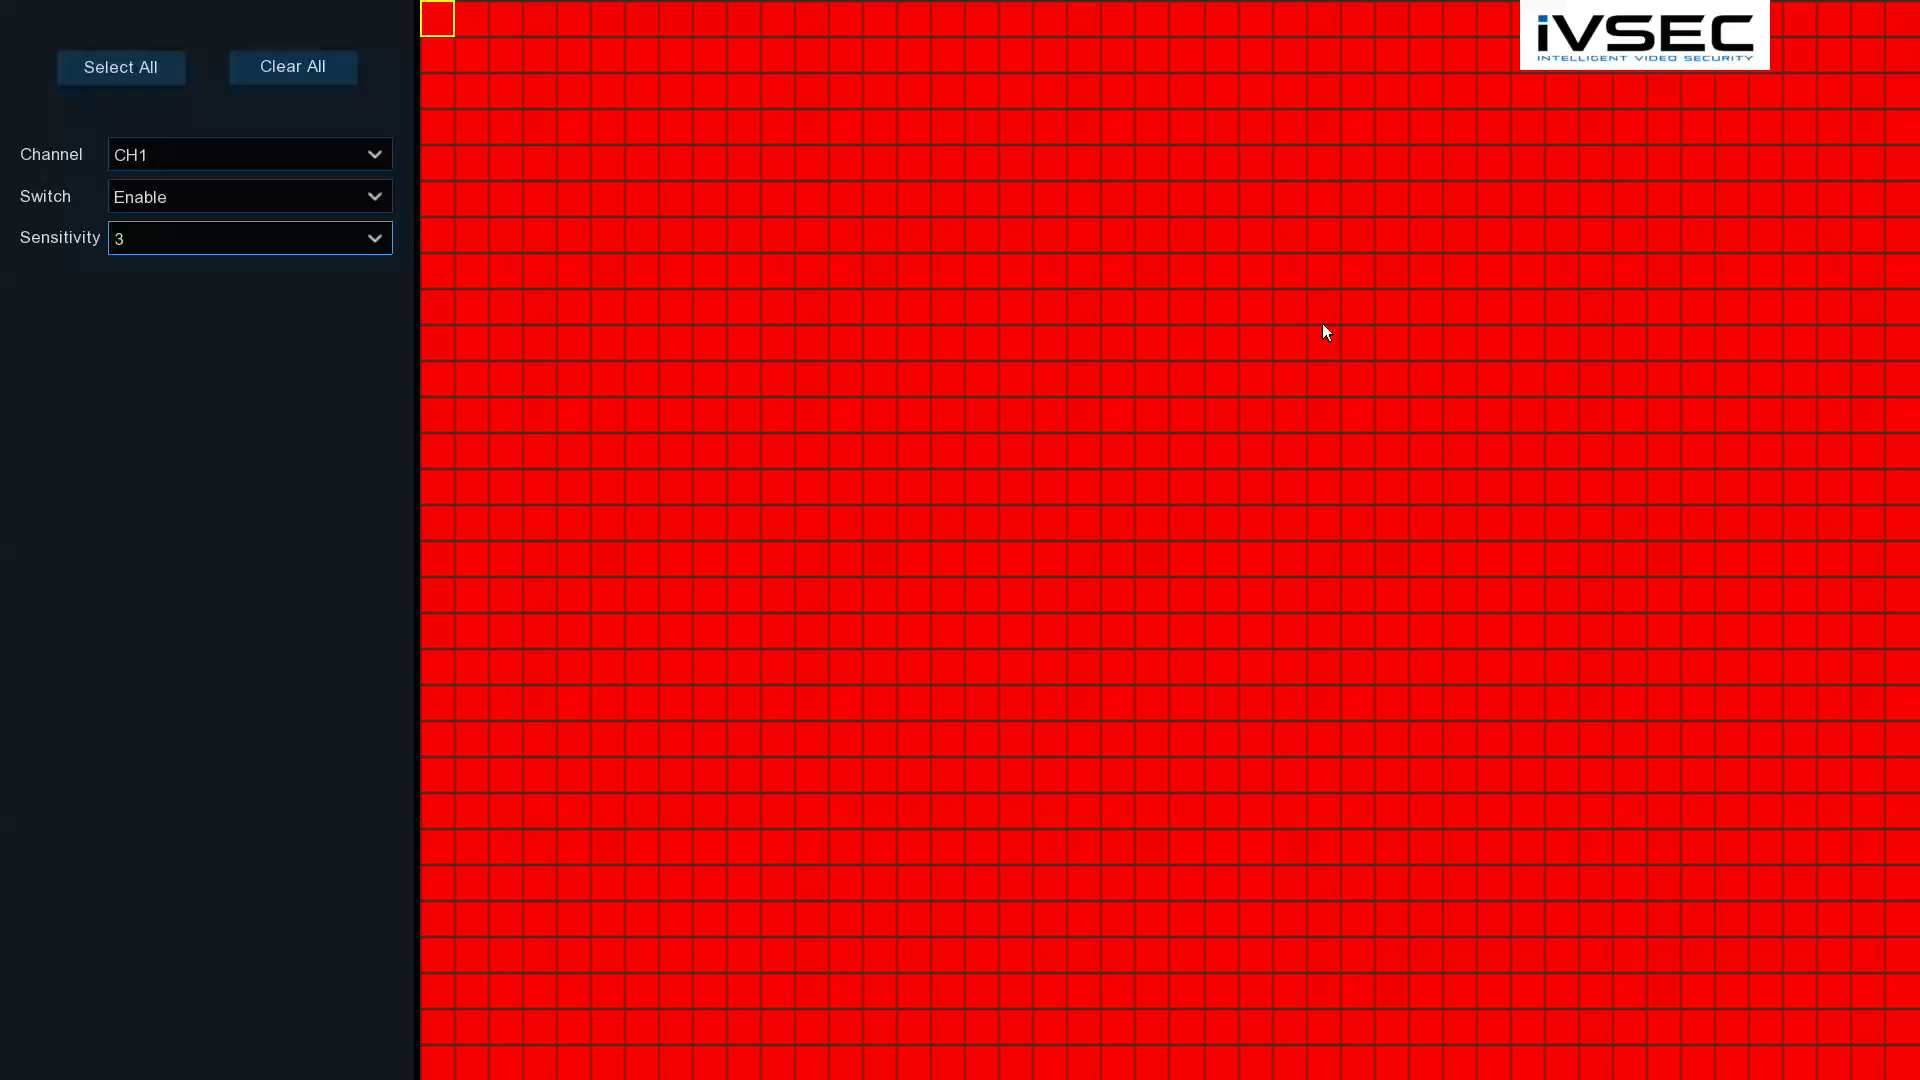 Select All
Clear All
Channel
CH1
Switch
Enable
Sensitivity
3
iVSEC
INTELLIGENT VIDEO SECURITY